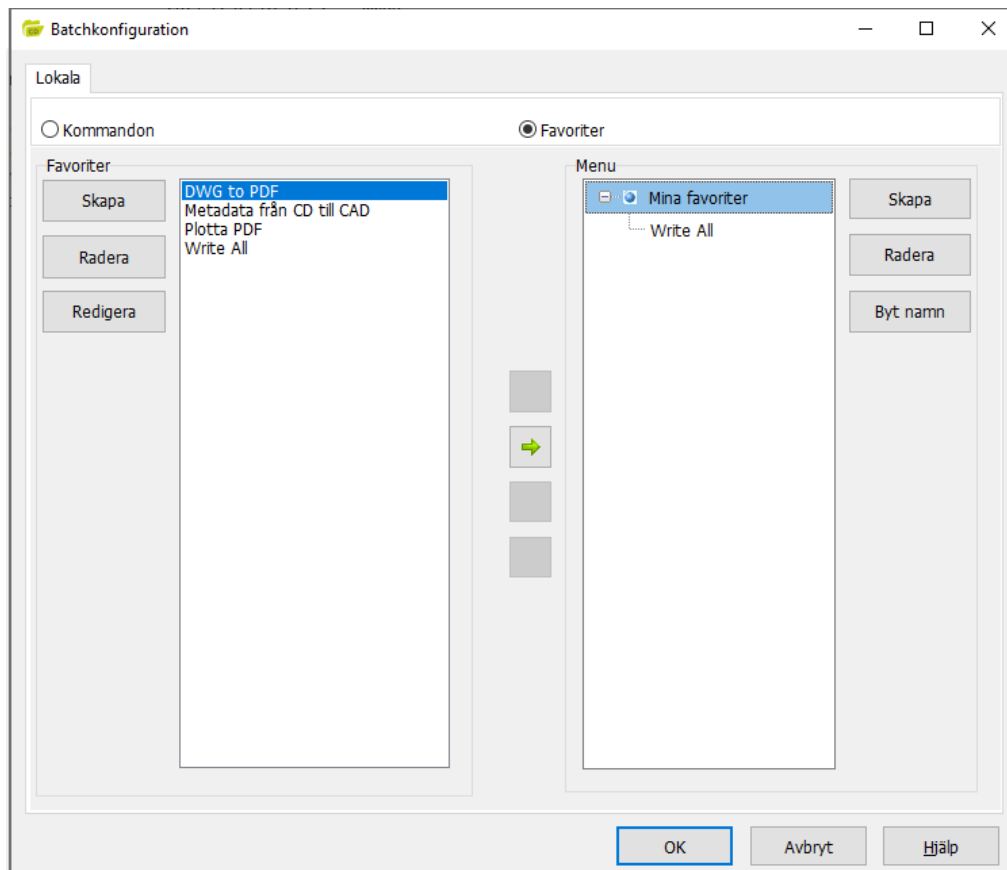 Batchkonfiguration
Lokala
Kommandon
Favoriter
Favoriter
Skapa
Radera
Redigera
DWG to PDF
Metadata från CD till CAD
Plotta PDF
Write All
Menu
Mina favoriter
Write All
Skapa
Radera
Byt namn
OK
Avbryt
Hjälp